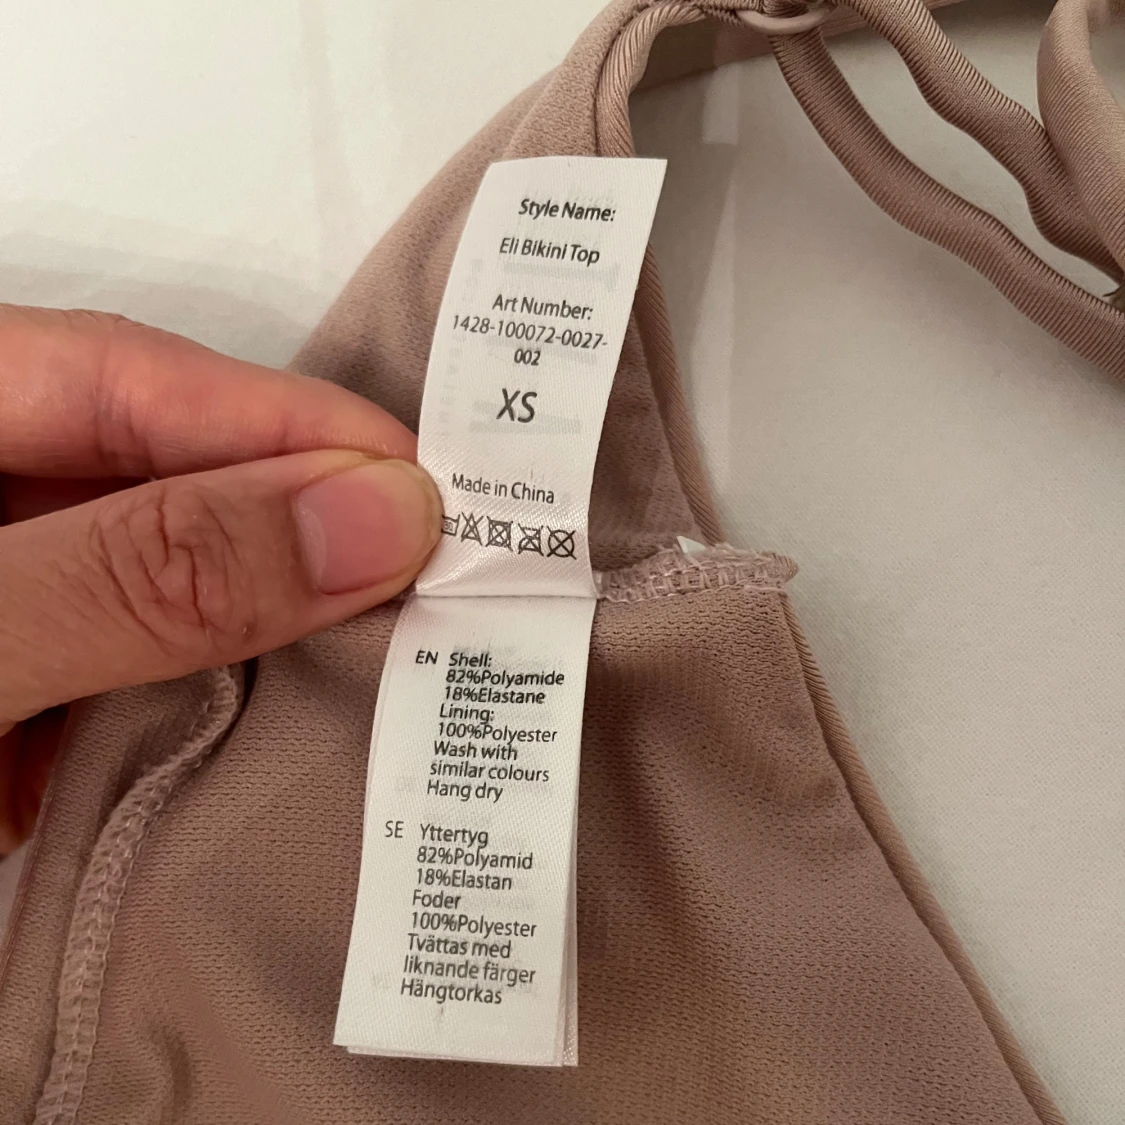 Style Name:
Eli Bikini Top
Art Number:
1428-100072-0027-
002
XS
Made in China
EN Shell:
82%Polyamide
18%Elastane
Lining:
100%Polyester
Wash with
similar colours
Hang dry
SE Yttertyg
82%Polyamid
18%Elastan
Foder
100%Polyester
Tvättas med
liknande färger
Hängtorkas